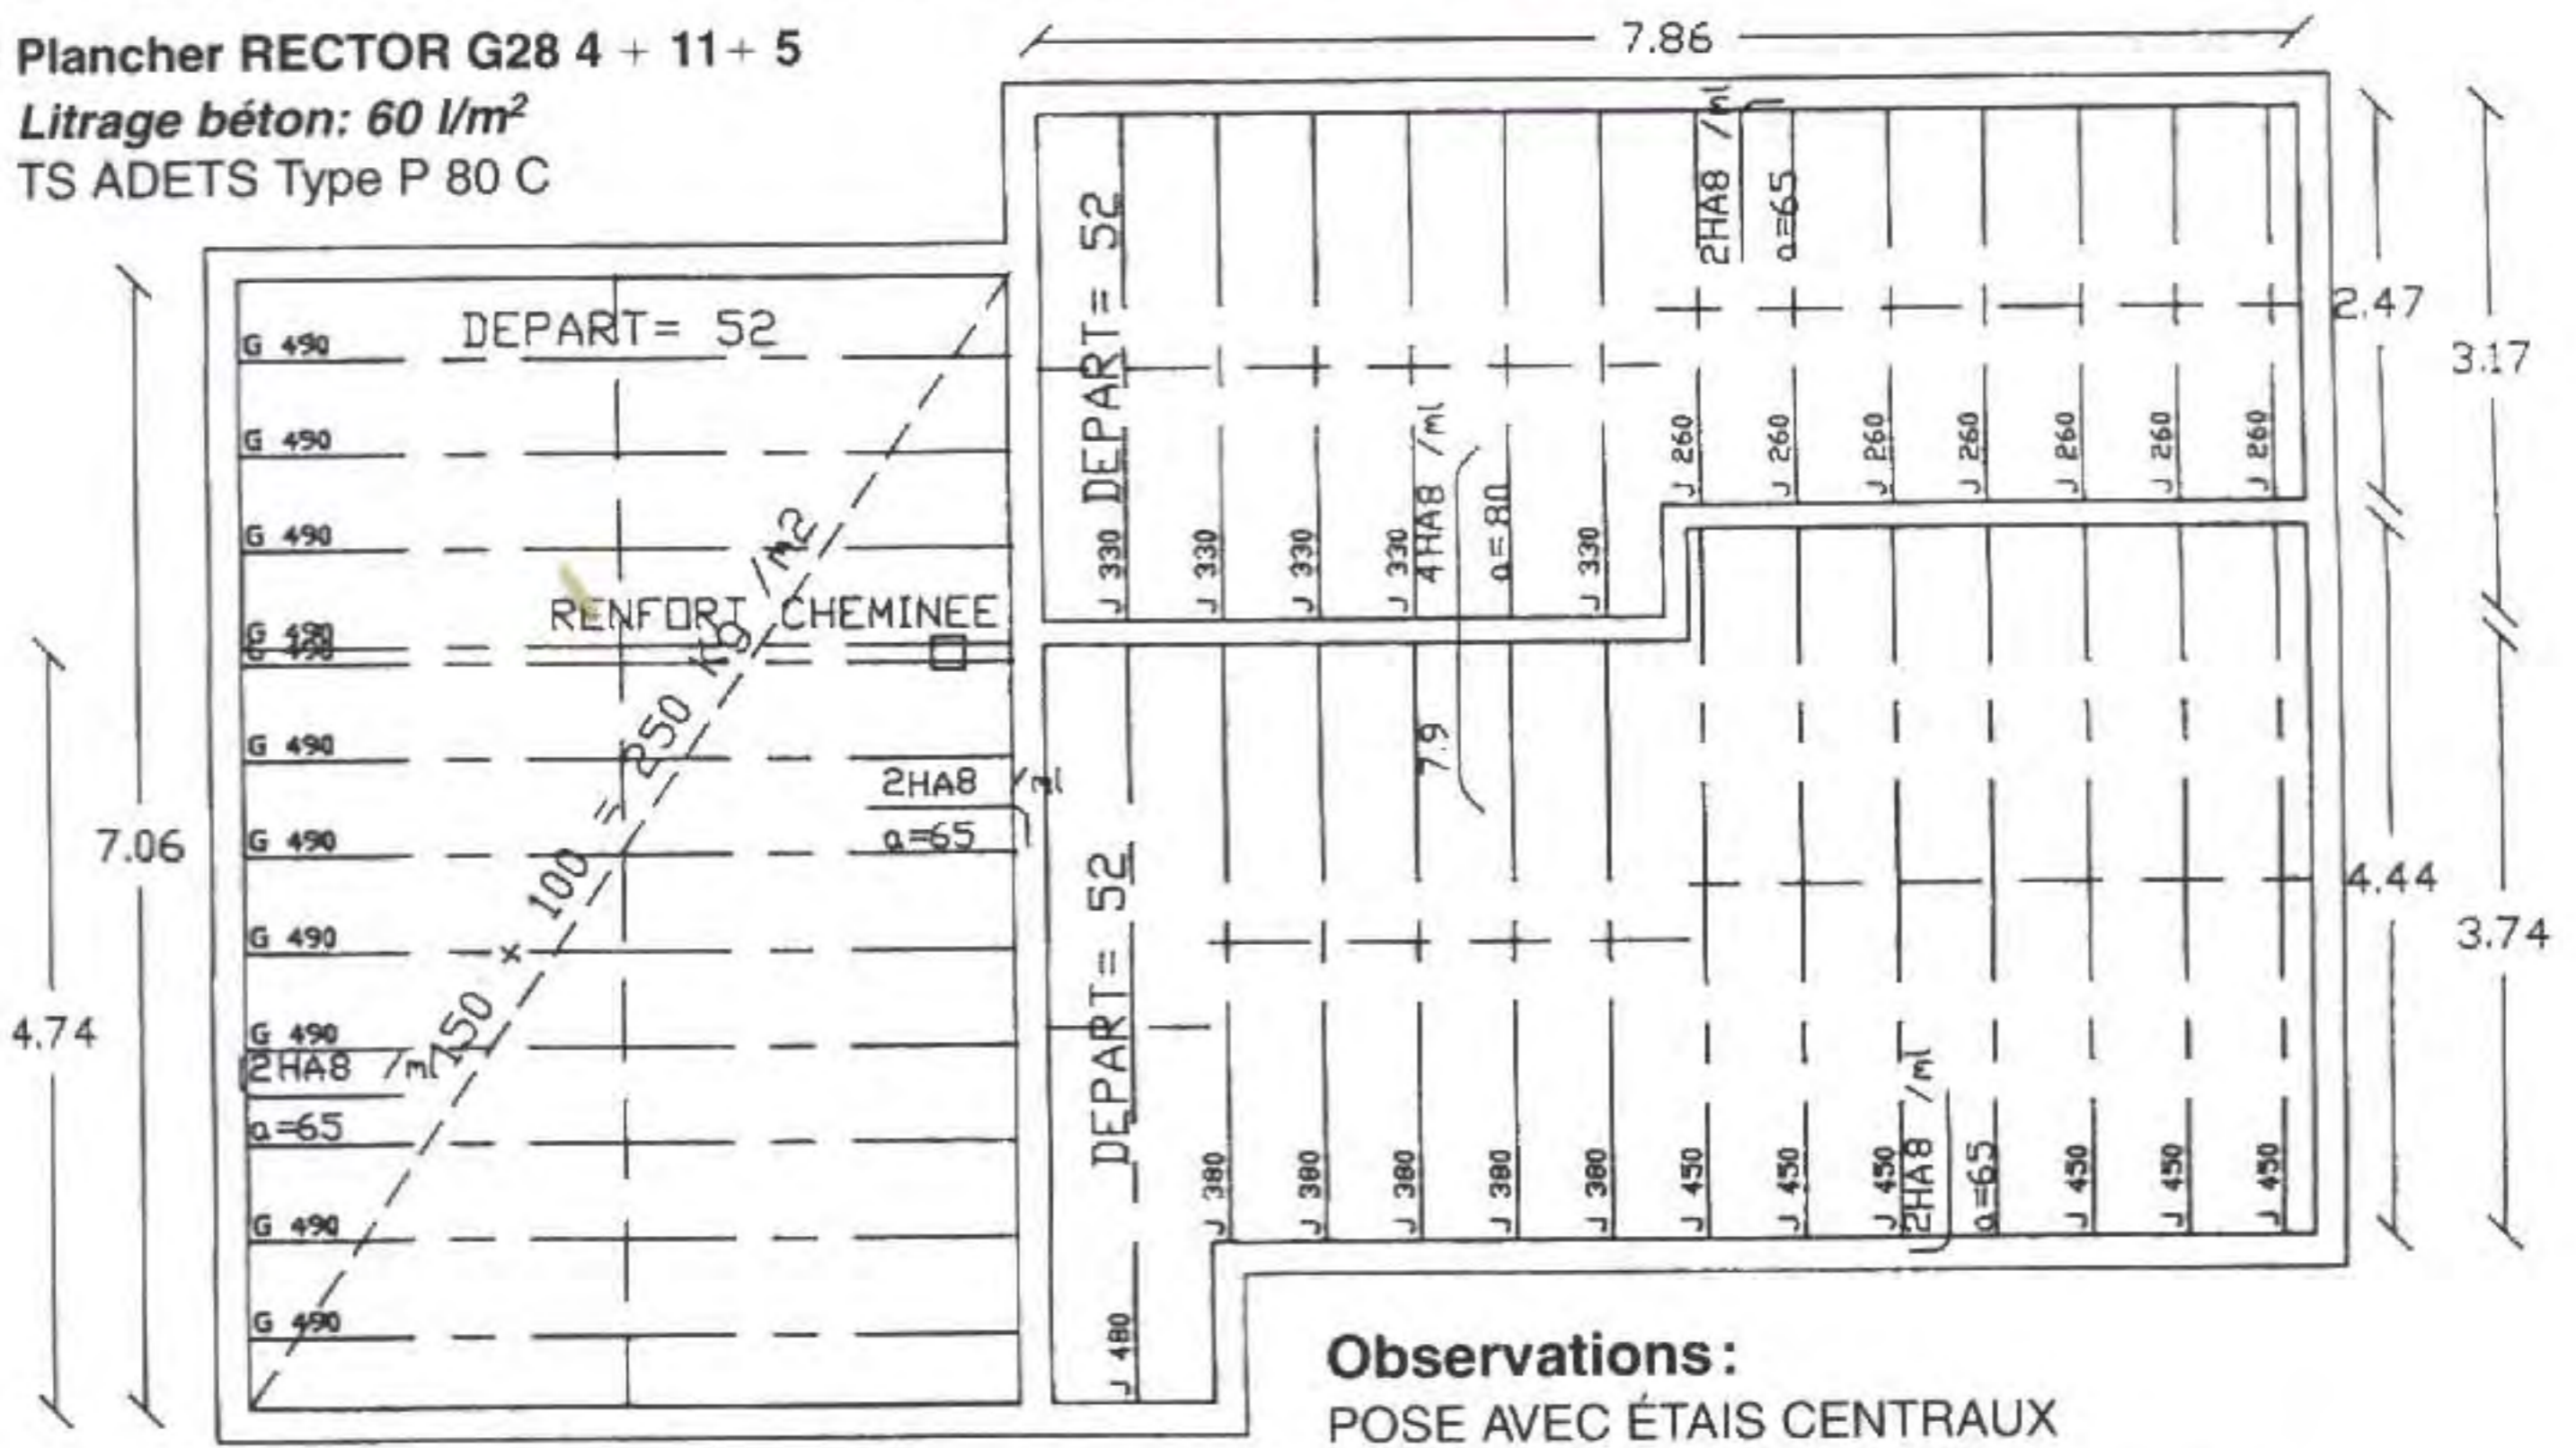 Plancher RECTOR G28 4 + 11 + 5
Litrage béton: 60 l/m²
TS ADETS Type P 80 C
7.86
DEPART= 52
G 490
G 490
G 490
RENFORT CHEMINEE
G 490
G 490
G 490
G 490
G 490
G 490
2HA8 /ml
a=65
G 490
G 490
150 x 100 = 250 Kg /m2
2HA8 /ml
a=65
7.06
4.74
DEPART= 52
J 330
J 330
J 330
J 330
4HA8 /ml
a=80
J 330
2HA8 /ml
a=65
J 260
J 260
J 260
J 260
J 260
J 260
J 260
2.47
3.17
7.9
DEPART= 52
J 480
J 380
J 380
J 380
J 380
J 380
J 450
J 450
J 450
2HA8 /ml
a=65
J 450
J 450
J 450
4.44
3.74
Observations:
POSE AVEC ÉTAIS CENTRAUX